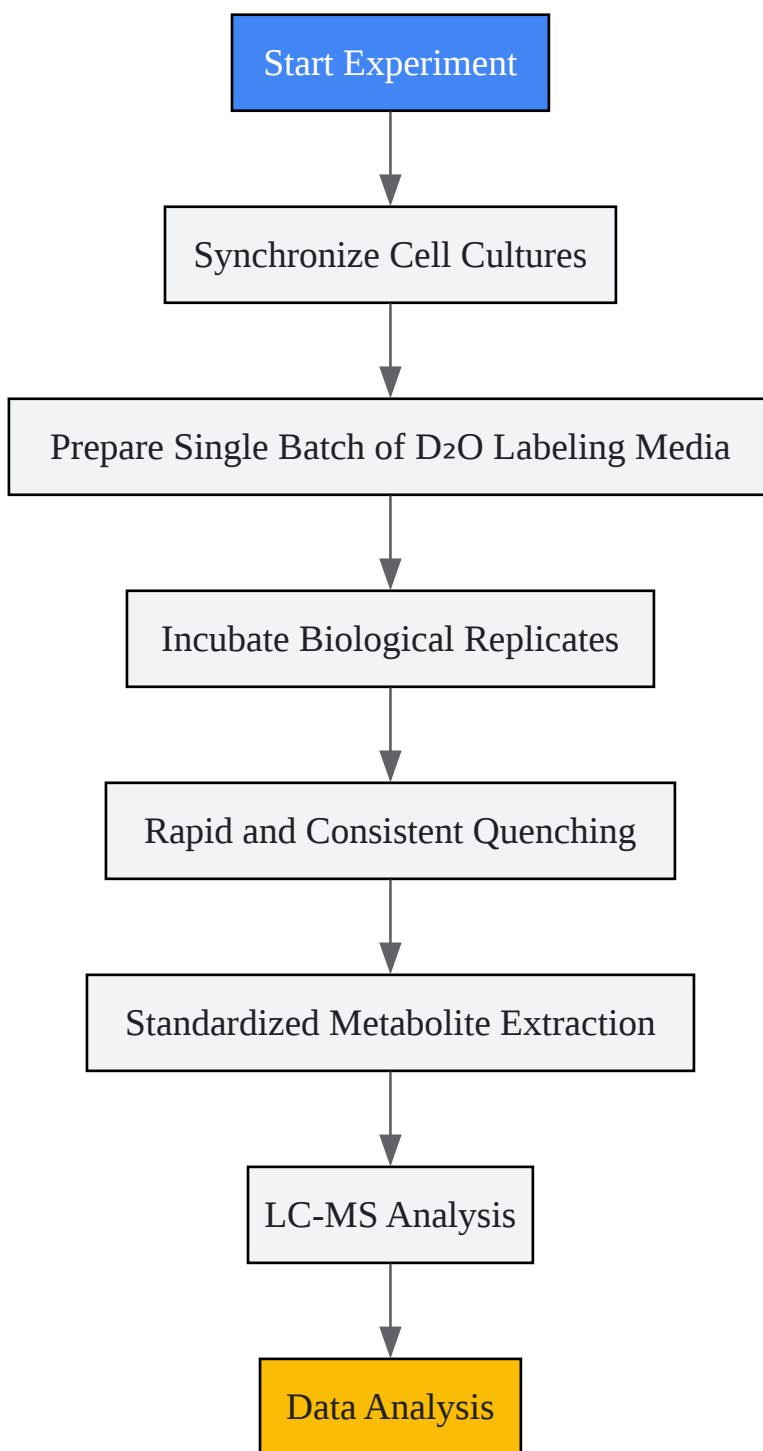 Start Experiment
Synchronize Cell Cultures
Prepare Single Batch of D₂O Labeling Media
Incubate Biological Replicates
Rapid and Consistent Quenching
Standardized Metabolite Extraction
LC-MS Analysis
Data Analysis